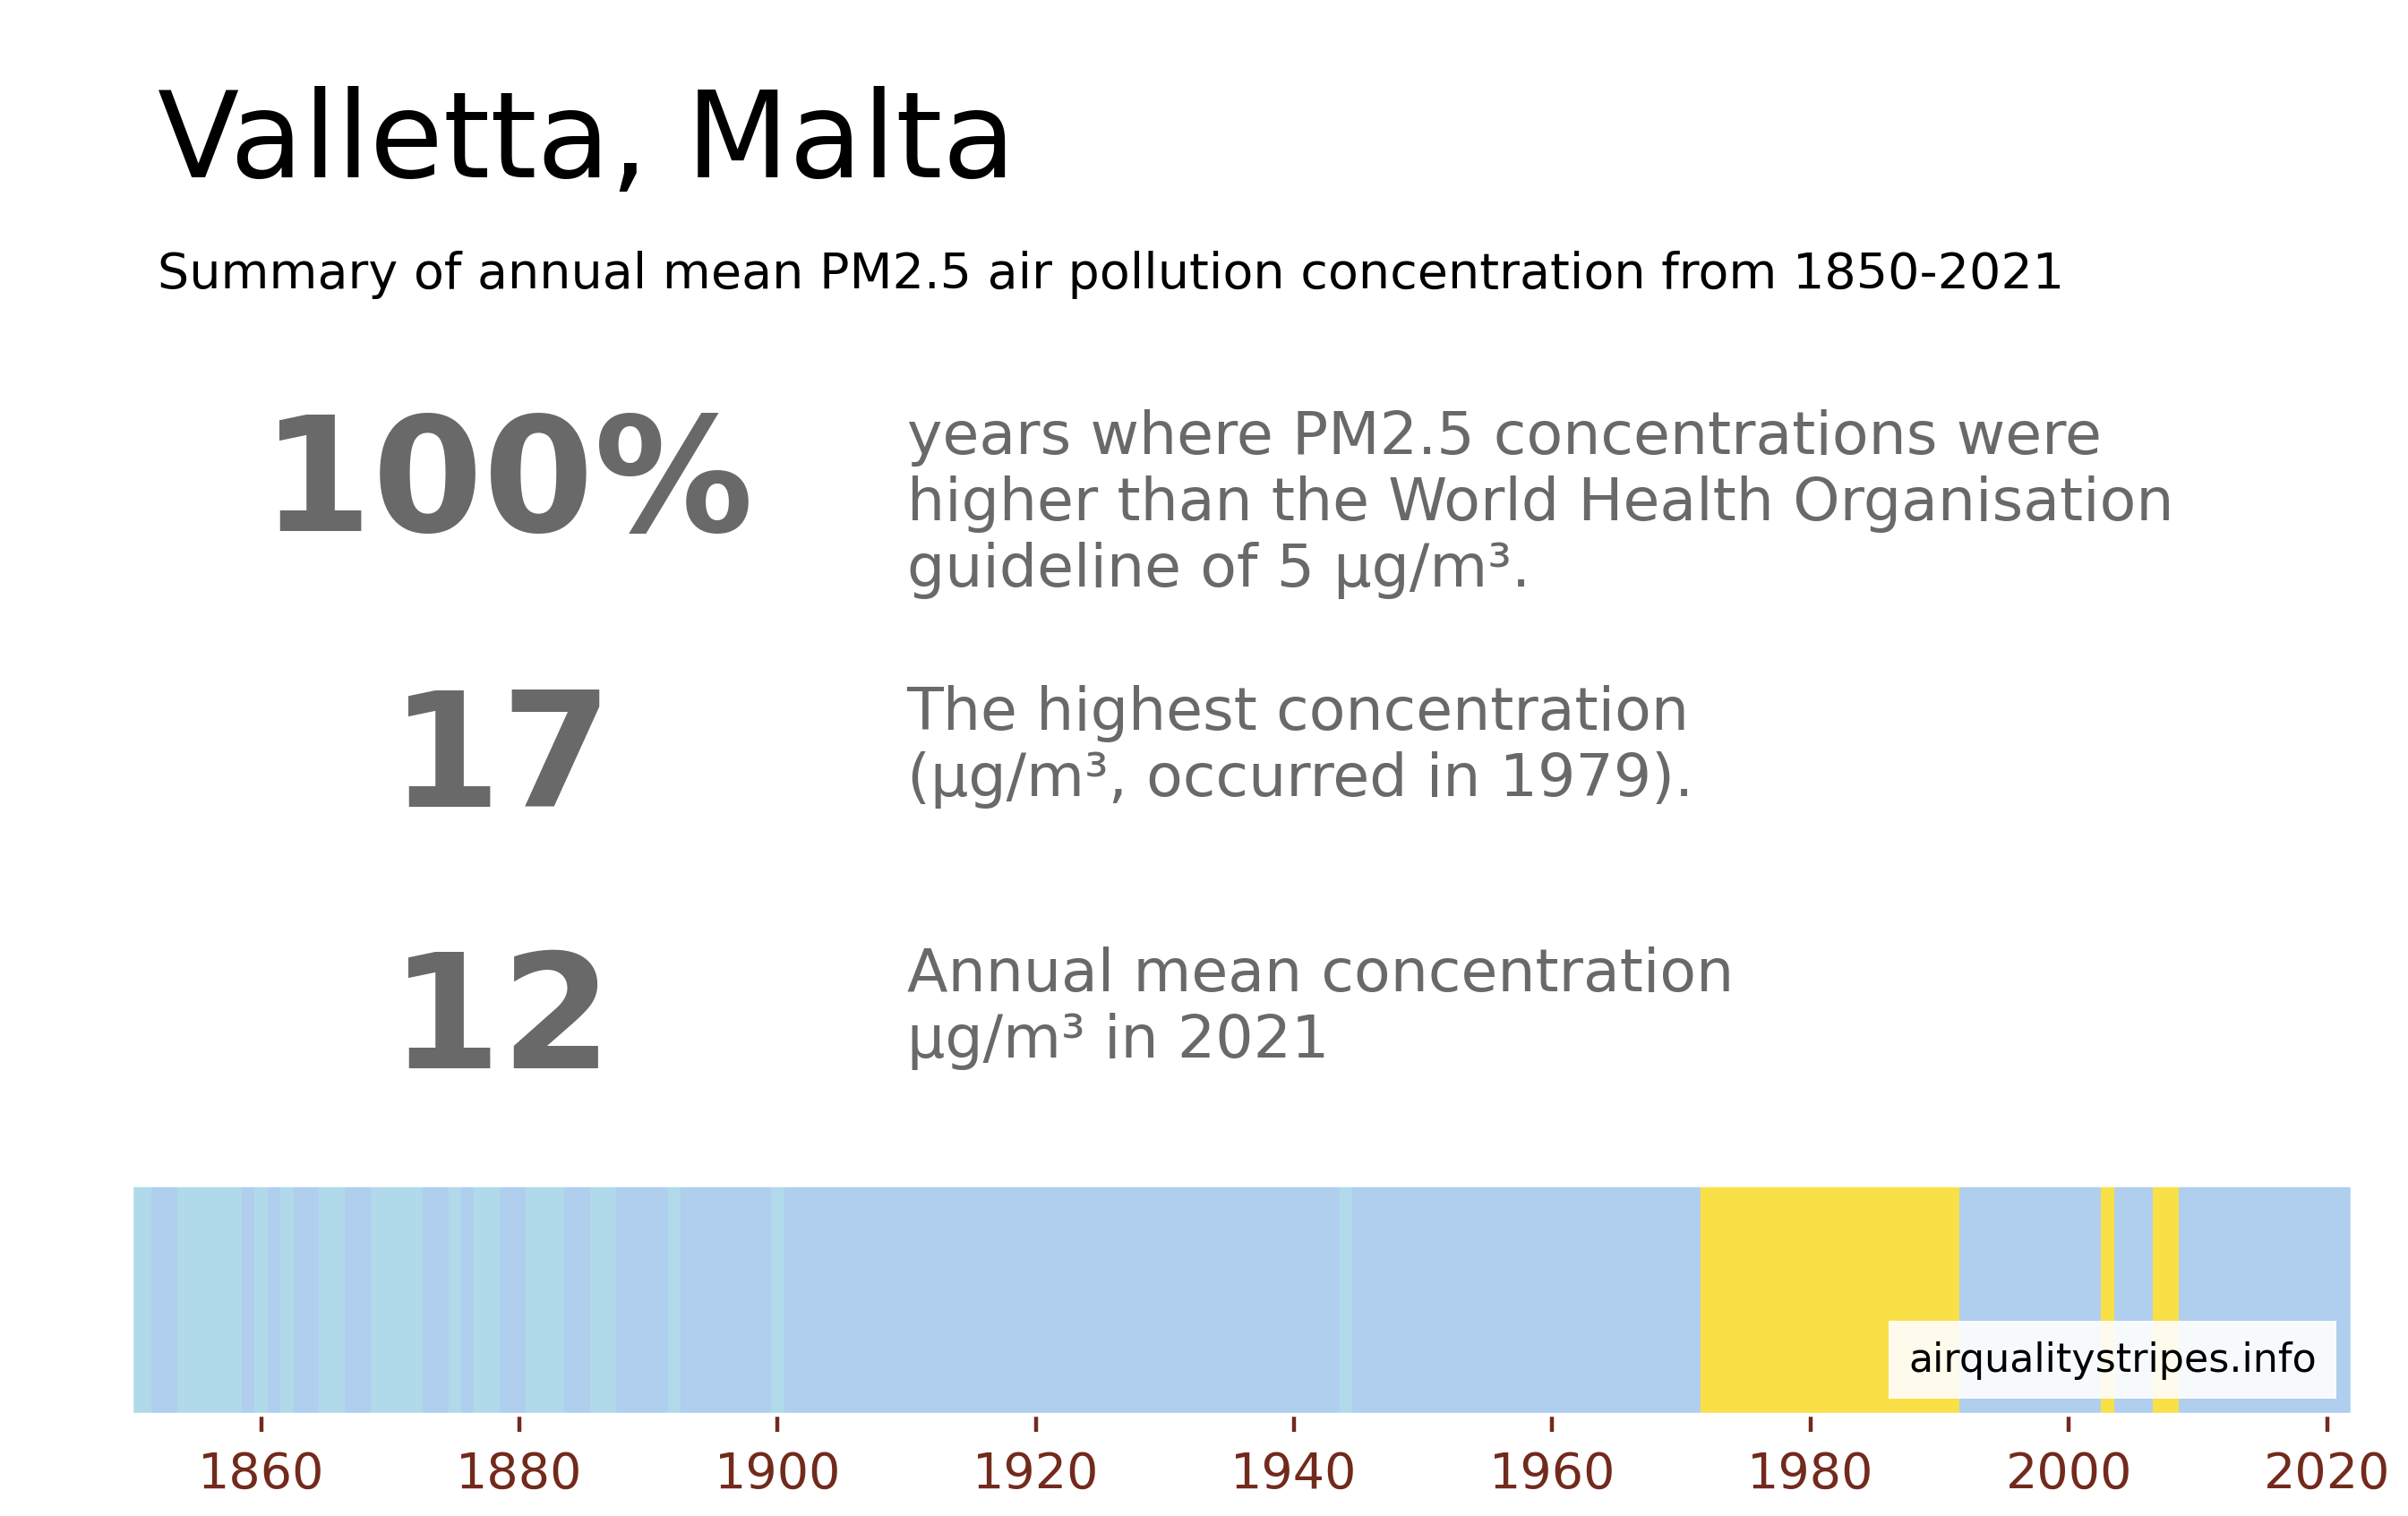 Valletta, Malta
Summary of annual mean PM2.5 air pollution concentration from 1850-2021
100%
years where PM2.5 concentrations were
higher than the World Health Organisation
guideline of 5 µg/m³.
17
The highest concentration
(µg/m³, occurred in 1979).
12
Annual mean concentration
µg/m³ in 2021
airqualitystripes.info
1860 1880 1900 1920 1940 1960 1980 2000 2020